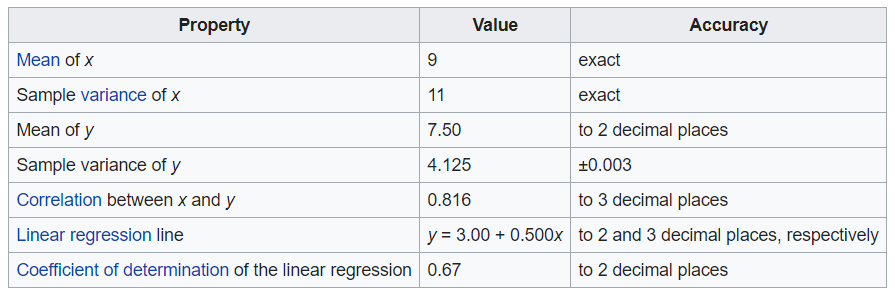 Property Value Accuracy
Mean of x 9 exact
Sample variance of x 11 exact
Mean of y 7.50 to 2 decimal places
Sample variance of y 4.125 ±0.003
Correlation between x and y 0.816 to 3 decimal places
Linear regression line y = 3.00 + 0.500x to 2 and 3 decimal places, respectively
Coefficient of determination of the linear regression 0.67 to 2 decimal places